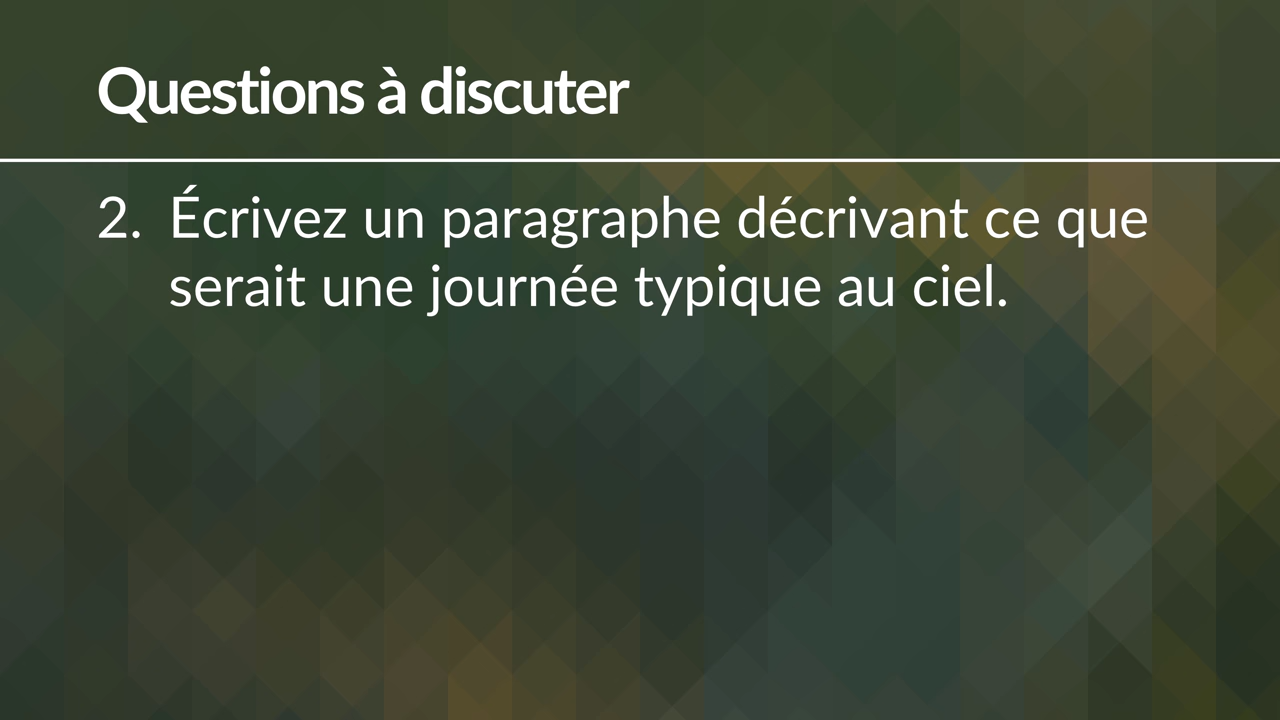 Questions à discuter
2. Écrivez un paragraphe décrivant ce que
serait une journée typique au ciel.